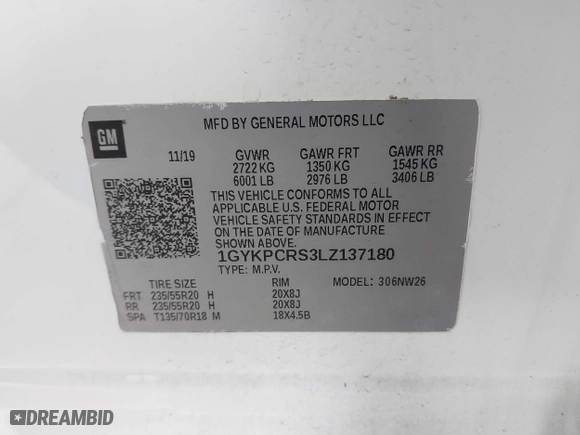 GM
MFD BY GENERAL MOTORS LLC
11/19 GVWR GAWR FRT GAWR RR
2722 KG 1350 KG 1545 KG
6001 LB 2976 LB 3406 LB
THIS VEHICLE CONFORMS TO ALL
APPLICABLE U.S. FEDERAL MOTOR
VEHICLE SAFETY STANDARDS IN EFFECT
ON THE DATE OF MANUFACTURE
SHOWN ABOVE.
1GYKPCRS3LZ137180
TYPE: M.P.V. MODEL: 306NW26
TIRE SIZE RIM
FRT 235/55R20 H 20X8J
RR 235/55R20 H 20X8J
SPA T135/70R18 M 18X4.5B
DREAMBID